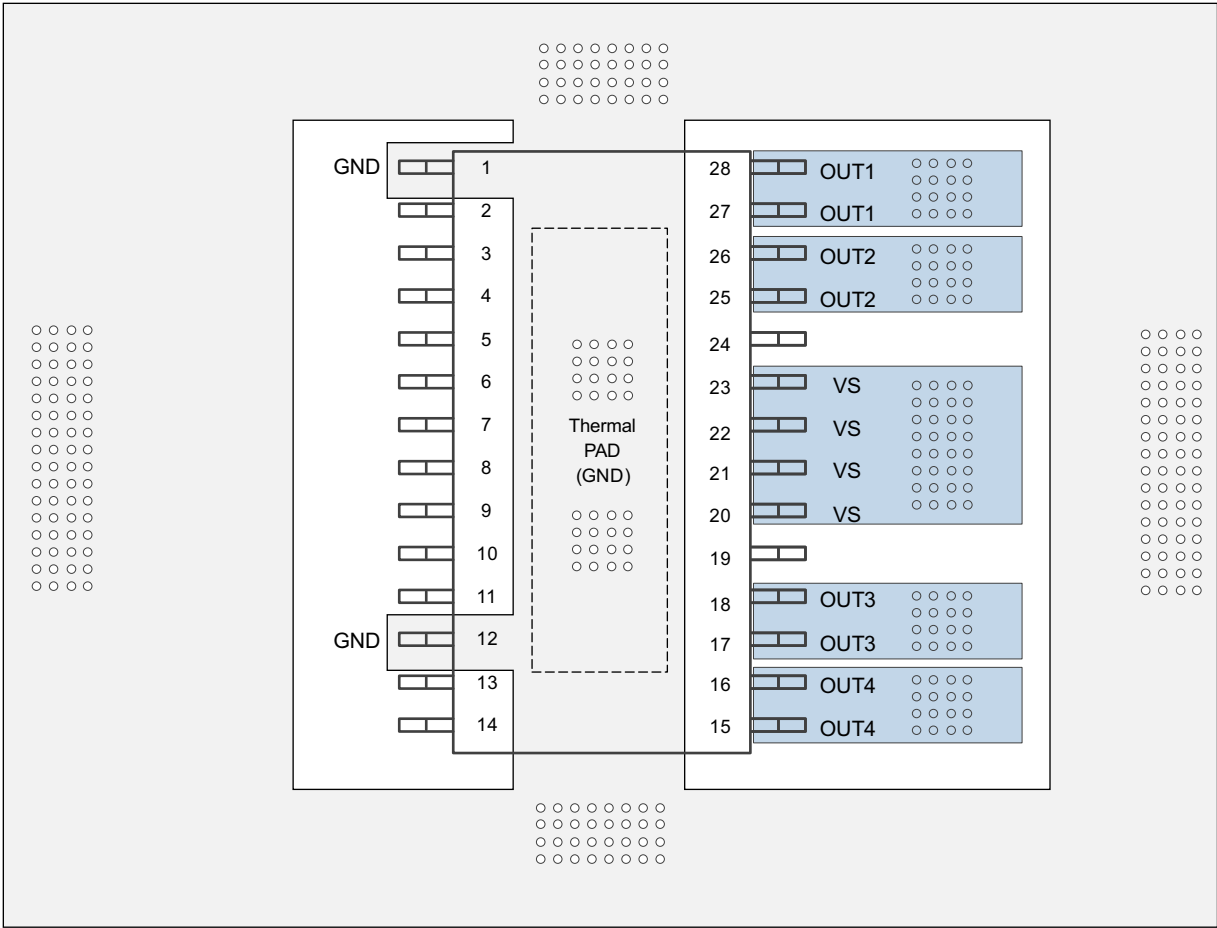 GND 1 28 OUT1
2 27 OUT1
3 26 OUT2
4 25 OUT2
5 24
6 23 VS
7 22 VS
Thermal
PAD
(GND)
8 21 VS
9 20 VS
10 19
11 18 OUT3
GND 12 17 OUT3
13 16 OUT4
14 15 OUT4